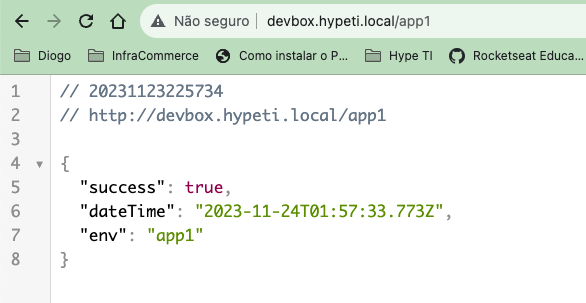 Não seguro | devbox.hypeti.local/app1
Diogo InfraCommerce Como instalar o P... Hype TI Rocketseat Educa...
1 // 20231123225734
2 // http://devbox.hypeti.local/app1
3
4 {
5 "success": true,
6 "dateTime": "2023-11-24T01:57:33.773Z",
7 "env": "app1"
8 }